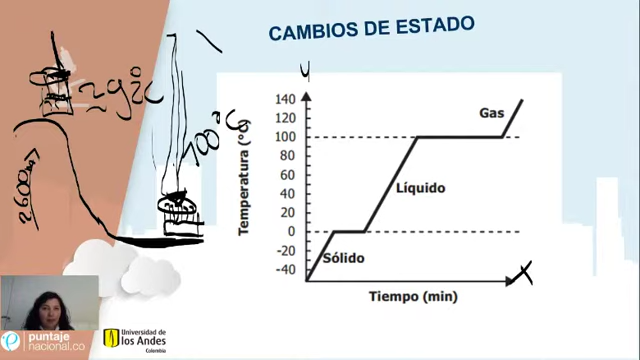 CAMBIOS DE ESTADO
y
92°C
100°C
2600m
Temperatura (°C)
140
120
100
80
60
40
20
0
-20
-40
Gas
Líquido
Sólido
x
Tiempo (min)
puntaje
nacional.co
Universidad de
los Andes
Colombia